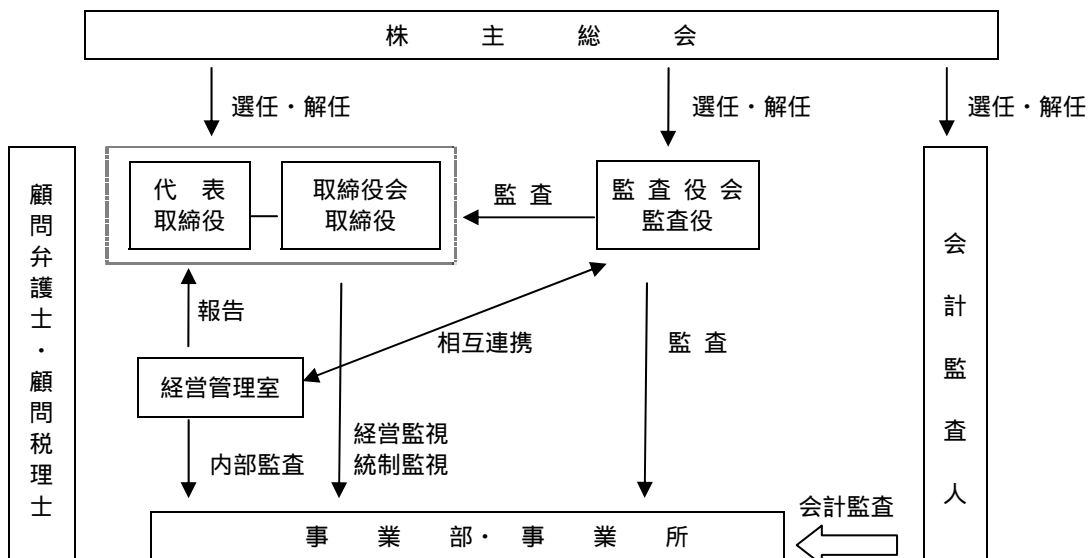 株 主 総 会
選任・解任
選任・解任
選任・解任
顧問弁護士・顧問税理士
代 表
取締役
取締役会
取締役
監 査
監 査 役 会
監査役
会計監査人
報告
相互連携
監 査
経営管理室
内部監査
経営監視
統制監視
会計監査
事 業 部・ 事 業 所